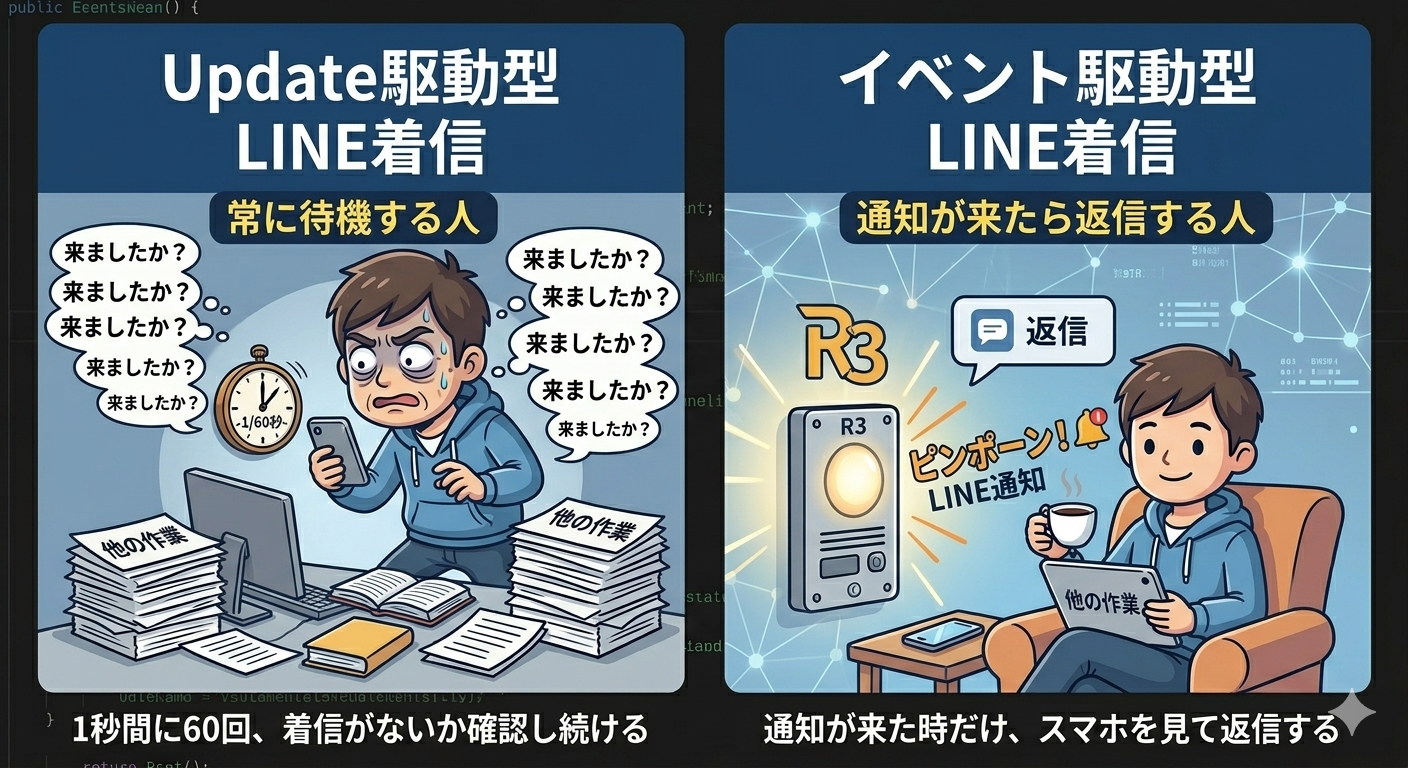 public EeentsNean() {
Update駆動型
LINE着信
常に待機する人
来ましたか？
来ましたか？
来ましたか？
来ましたか？
来ましたか？
来ましたか？
来ましたか？
来ましたか？
来ましたか？
来ましたか？
1/60秒
他の作業
他の作業
1秒間に60回、着信がないか確認し続ける
イベント駆動型
LINE着信
通知が来たら返信する人
R3
返信
R3
ピンポーン！
1
LINE通知
他の作業
通知が来た時だけ、スマホを見て返信する
}